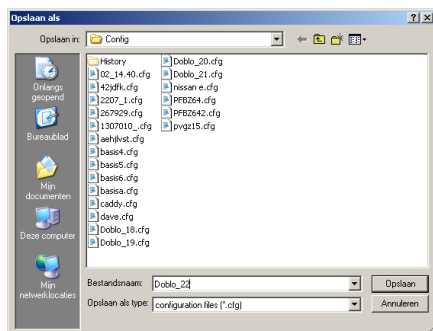 Opslaan als
Opslaan in:
Config
Onlangs geopend
Bureaublad
Mijn documenten
Deze computer
Mijn netwerklocaties
History
02_14.40.cfg
42jdfk.cfg
2207_1.cfg
267929.cfg
1307010_.cfg
aehjlvst.cfg
basis4.cfg
basis5.cfg
basis6.cfg
basisa.cfg
caddy.cfg
dave.cfg
Doblo_18.cfg
Doblo_19.cfg
Doblo_20.cfg
Doblo_21.cfg
nissan e.cfg
PFBZ64.cfg
PFBZ642.cfg
pvgz15.cfg
Bestandsnaam:
Doblo_22
Opslaan
Opslaan als type:
configuration files (*.cfg)
Annuleren